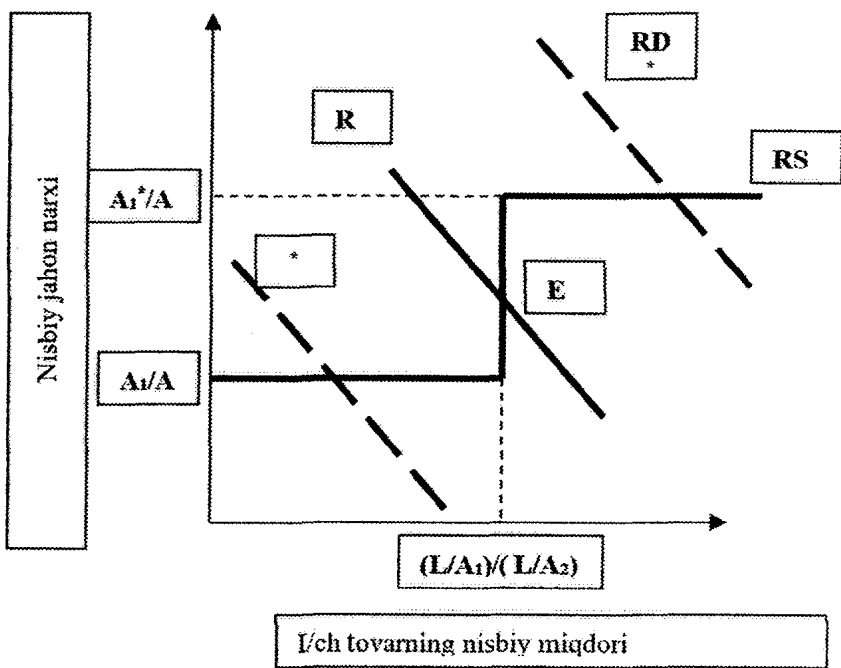 RD
*
R
RS
A₁*/A
*
E
Nisbiy jahon narxi
A₁/A
(L/A₁)/( L/A₂)
I/ch tovarning nisbiy miqdori